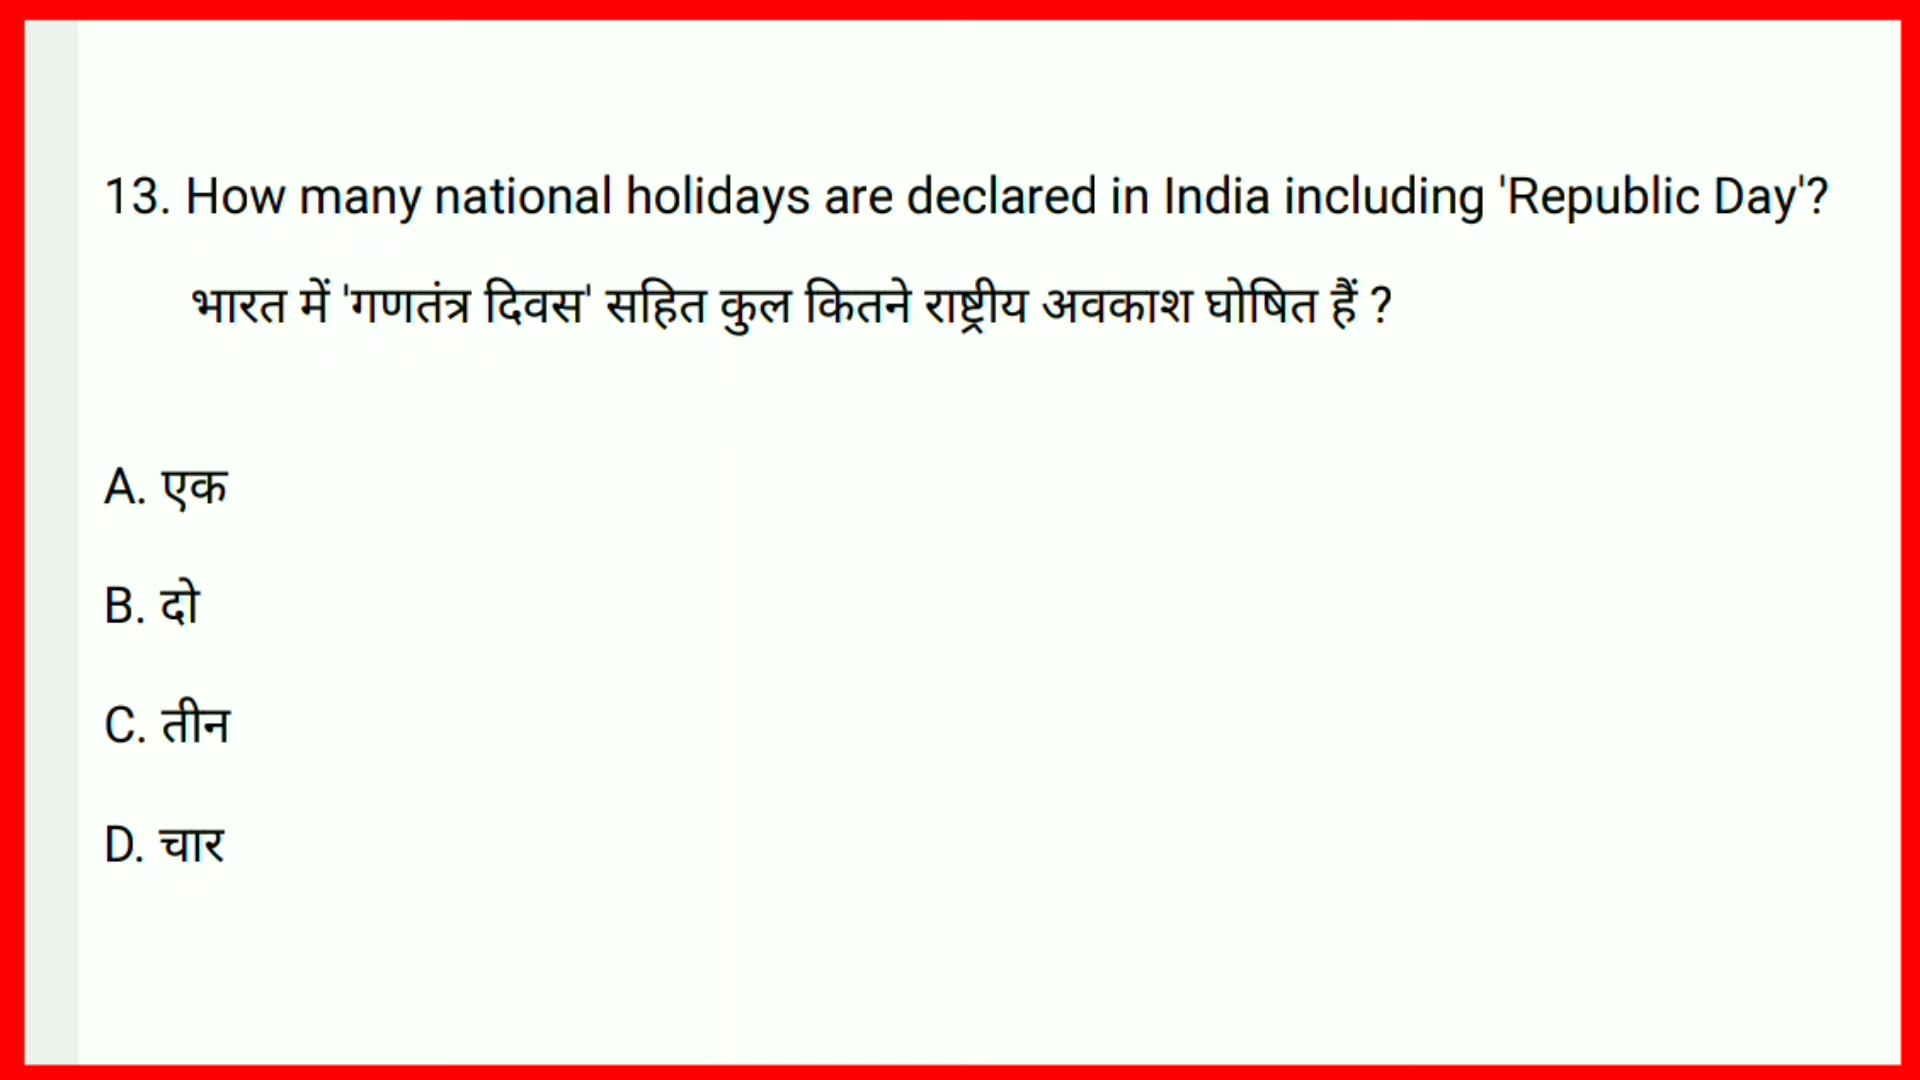 13. How many national holidays are declared in India including 'Republic Day'?
भारत में 'गणतंत्र दिवस' सहित कुल कितने राष्ट्रीय अवकाश घोषित हैं ?
A. एक
B. दो
C. तीन
D. चार